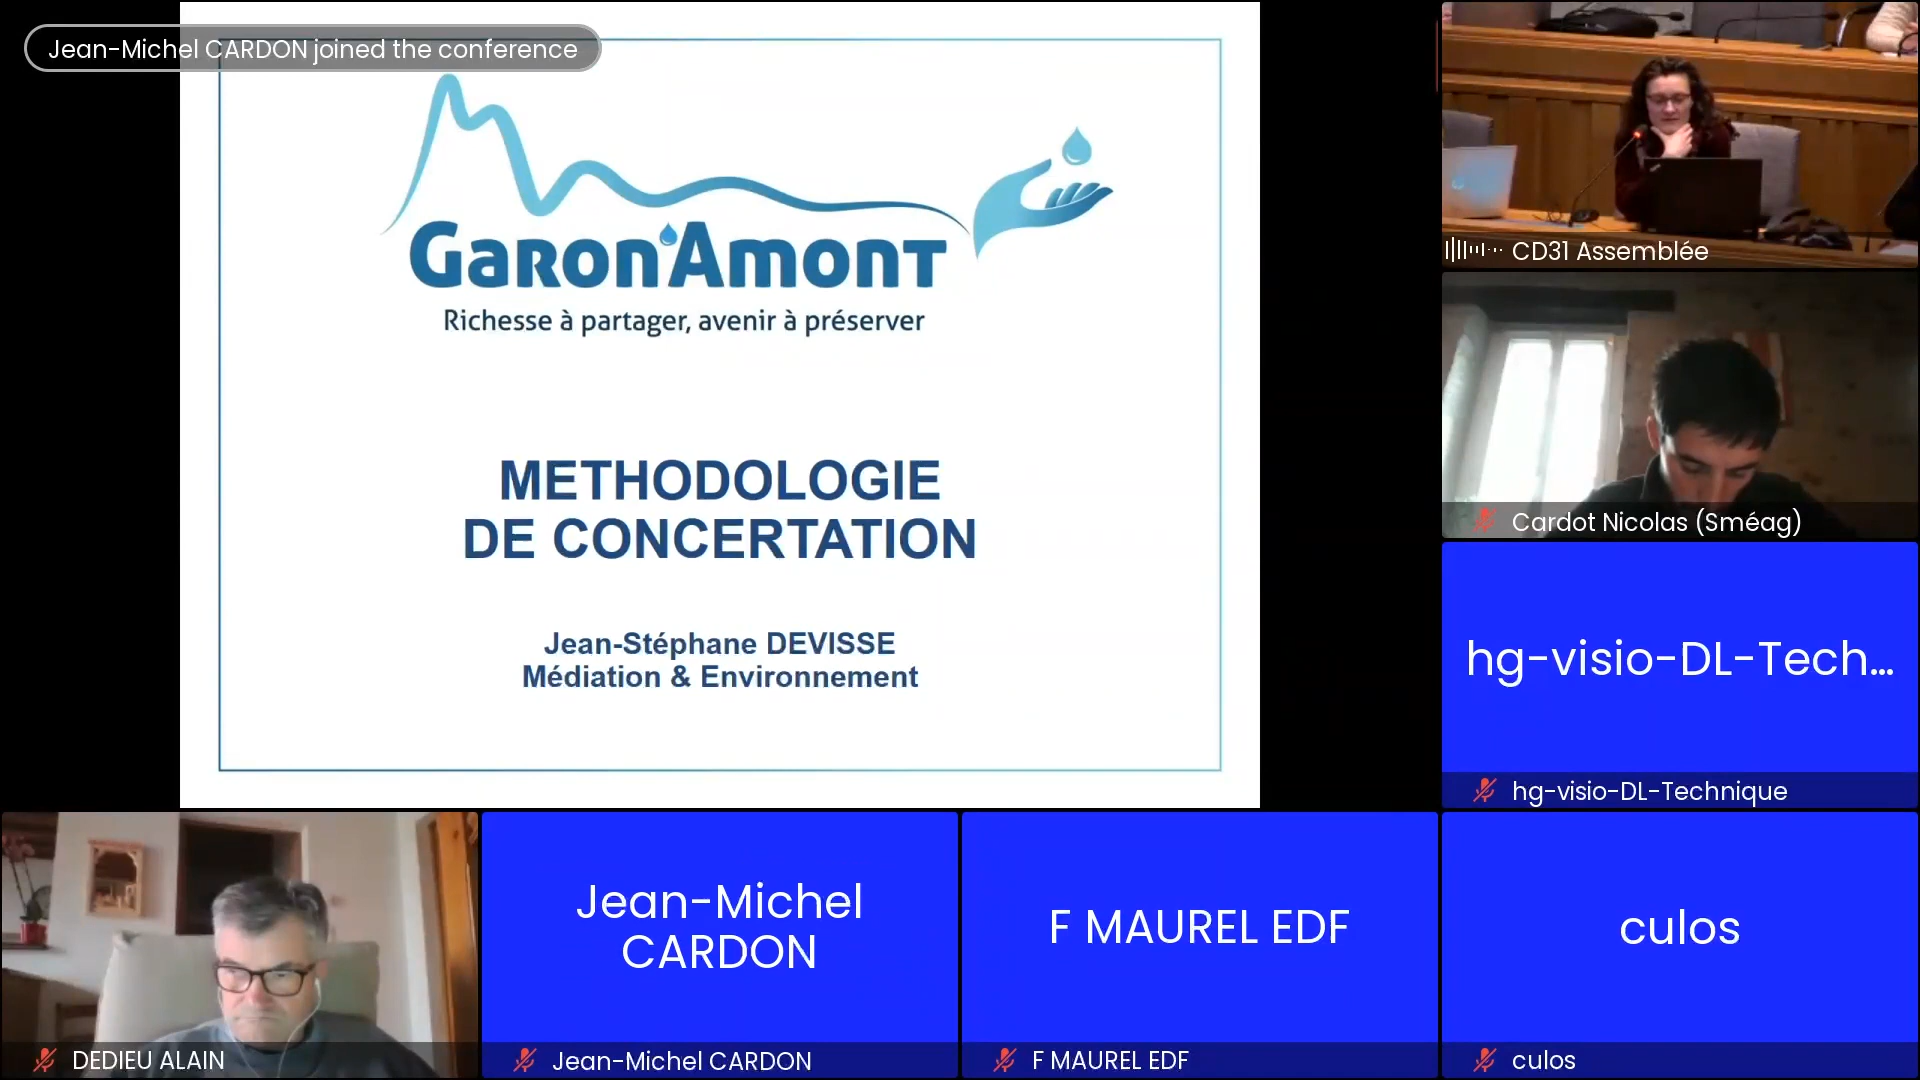 Jean-Michel CARDON joined the conference
GARON'AMONT
Richesse à partager, avenir à préserver
METHODOLOGIE
DE CONCERTATION
Jean-Stéphane DEVISSE
Médiation & Environnement
CD31 Assemblée
Cardot Nicolas (Sméag)
hg-visio-DL-Tech...
hg-visio-DL-Technique
DEDIEU ALAIN
Jean-Michel
CARDON
Jean-Michel CARDON
F MAUREL EDF
F MAUREL EDF
culos
culos